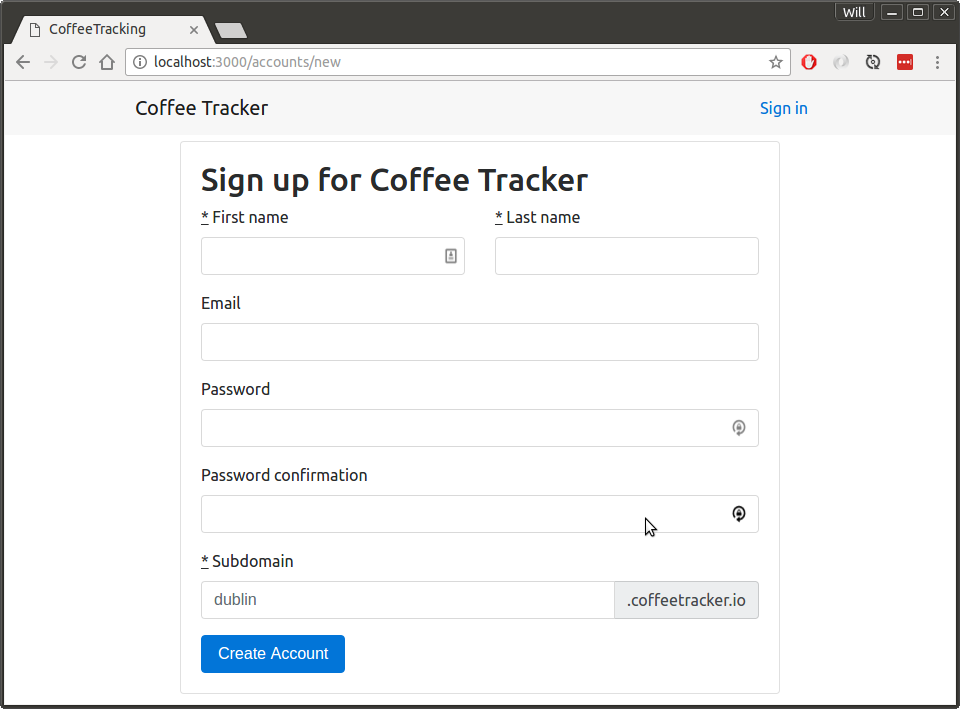 Will
CoffeeTracking
localhost:3000/accounts/new
Coffee Tracker
Sign in
Sign up for Coffee Tracker
* First name
* Last name
Email
Password
Password confirmation
* Subdomain
dublin
.coffeetracker.io
Create Account